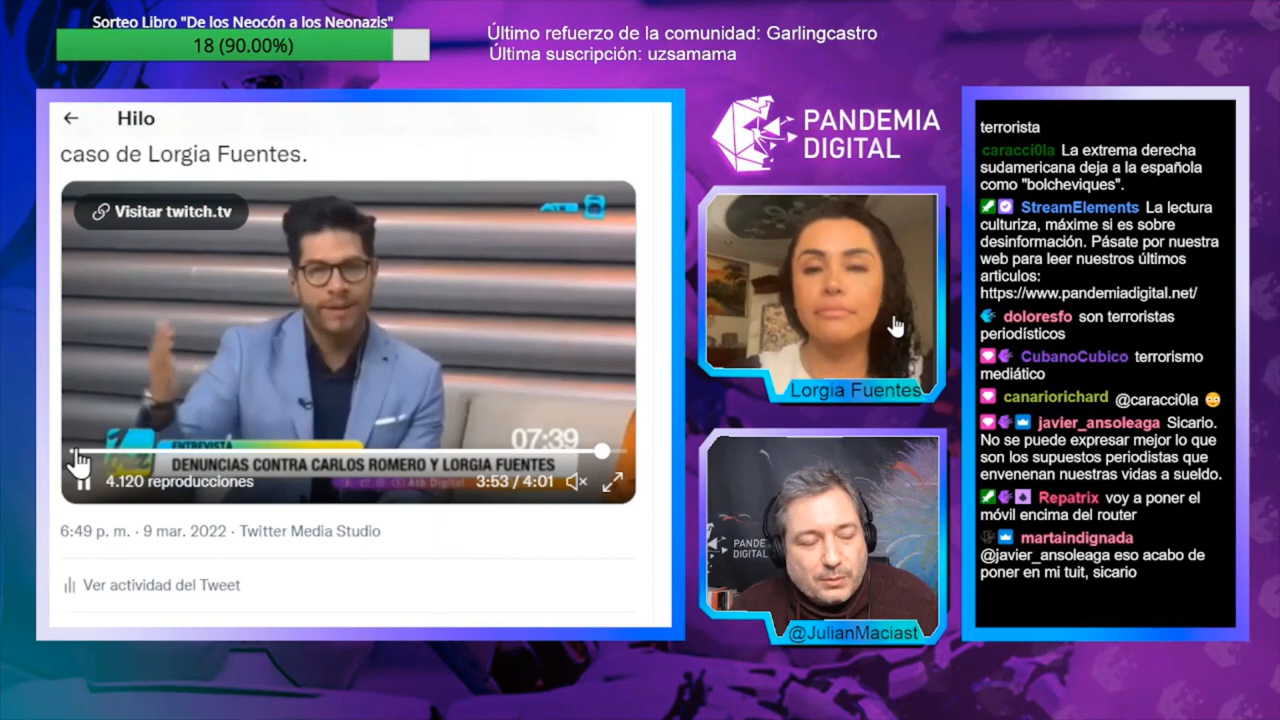 Sorteo Libro "De los Neocón a los Neonazis"
18 (90.00%)
Último refuerzo de la comunidad: Garlingcastro
Última suscripción: uzsamama
Hilo
caso de Lorgia Fuentes.
Visitar twitch.tv
ENTREVISTA
07:39
DENUNCIAS CONTRA CARLOS ROMERO Y LORGIA FUENTES
4.120 reproducciones
3:53 / 4:01
Atb Digital
6:49 p. m. · 9 mar. 2022 · Twitter Media Studio
Ver actividad del Tweet
PANDEMIA
DIGITAL
Lorgia Fuentes
PANDE
DIGITAL
@JulianMaciast
terrorista
caracci0la La extrema derecha
sudamericana deja a la española
como "bolcheviques".
StreamElements La lectura
culturiza, máxime si es sobre
desinformación. Pásate por nuestra
web para leer nuestros últimos
articulos:
https://www.pandemiadigital.net/
doloresfo son terroristas
periodísticos
CubanoCubico terrorismo
mediático
canariorichard @caracci0la 😳
javier_ansoleaga Sicario.
No se puede expresar mejor lo que
son los supuestos periodistas que
envenenan nuestras vidas a sueldo.
Repatrix voy a poner el
móvil encima del router
martaindignada
@javier_ansoleaga eso acabo de
poner en mi tuit, sicario